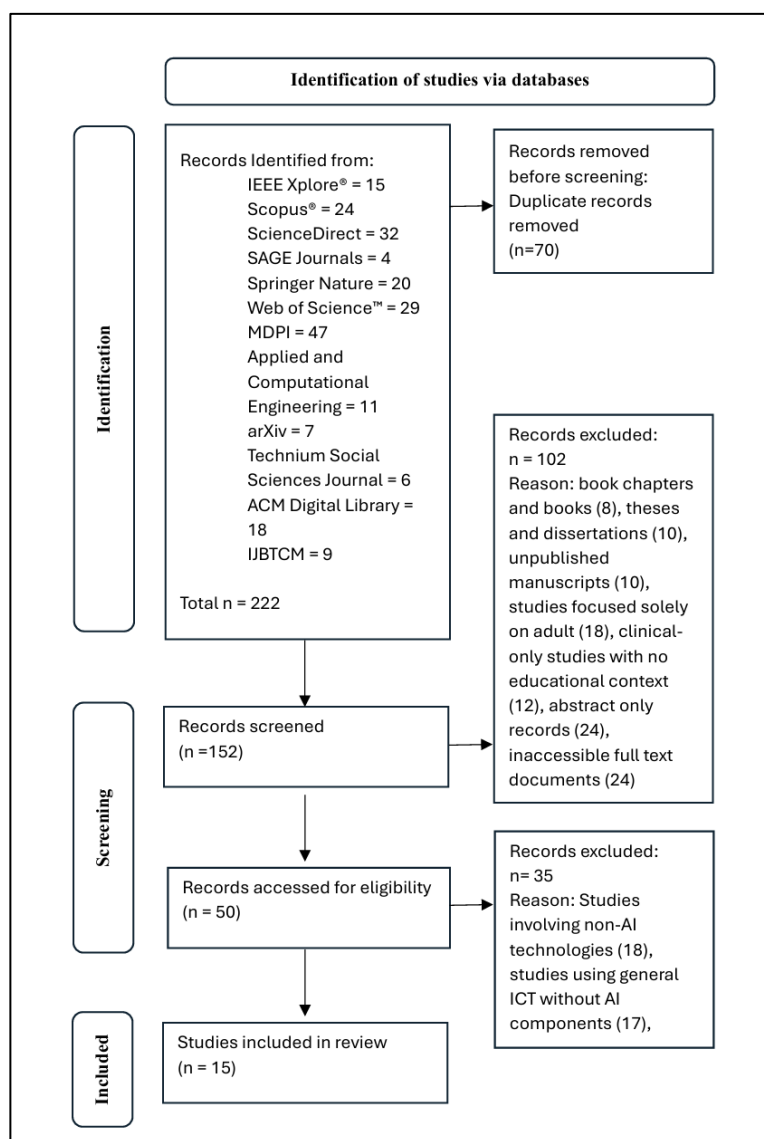 Identification of studies via databases
Identification
Records Identified from:
IEEE Xplore® = 15
Scopus® = 24
ScienceDirect = 32
SAGE Journals = 4
Springer Nature = 20
Web of Science™ = 29
MDPI = 47
Applied and
Computational
Engineering = 11
arXiv = 7
Technium Social
Sciences Journal = 6
ACM Digital Library =
18
IJBTCM = 9
Total n = 222
Records removed
before screening:
Duplicate records
removed
(n=70)
Screening
Records screened
(n =152)
Records excluded:
n = 102
Reason: book chapters
and books (8), theses
and dissertations (10),
unpublished
manuscripts (10),
studies focused solely
on adult (18), clinical-
only studies with no
educational context
(12), abstract only
records (24),
inaccessible full text
documents (24)
Records accessed for eligibility
(n = 50)
Records excluded:
n= 35
Reason: Studies
involving non-AI
technologies (18),
studies using general
ICT without AI
components (17),
Included
Studies included in review
(n = 15)